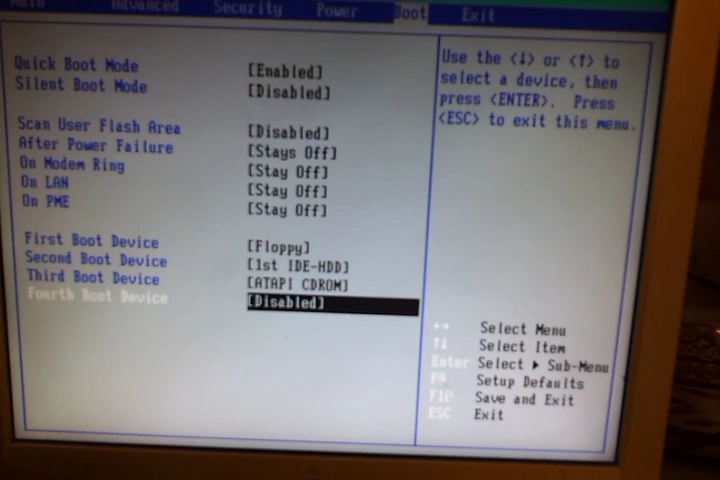 Main Advanced Security Power Boot Exit
Quick Boot Mode [Enabled]
Silent Boot Mode [Disabled]
Scan User Flash Area [Disabled]
After Power Failure [Stays Off]
On Modem Ring [Stay Off]
On LAN [Stay Off]
On PME [Stay Off]
First Boot Device [Floppy]
Second Boot Device [1st IDE-HDD]
Third Boot Device [ATAPI CDROM]
Fourth Boot Device [Disabled]
Use the <↓> or <↑> to
select a device, then
press <ENTER>. Press
<ESC> to exit this menu.
↔ Select Menu
↑↓ Select Item
Enter Select ▶ Sub-Menu
F9 Setup Defaults
F10 Save and Exit
ESC Exit